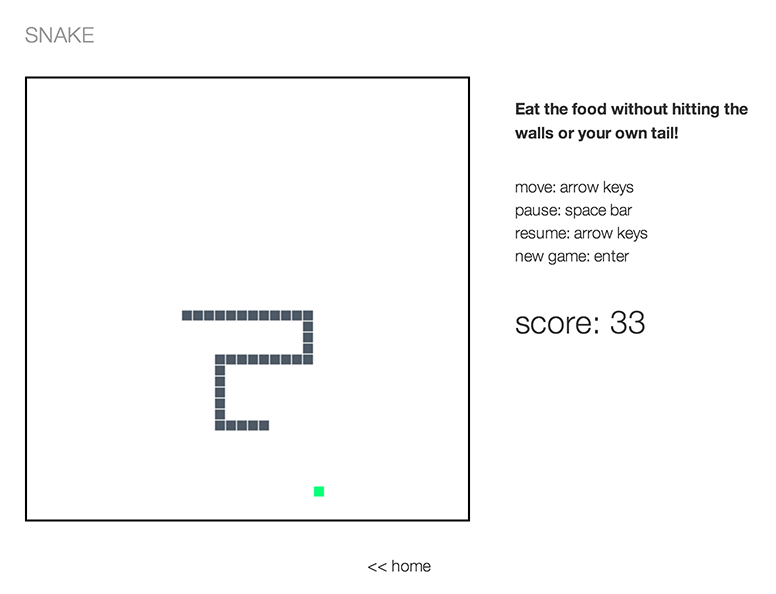 SNAKE
Eat the food without hitting the
walls or your own tail!
move: arrow keys
pause: space bar
resume: arrow keys
new game: enter
score: 33
<< home